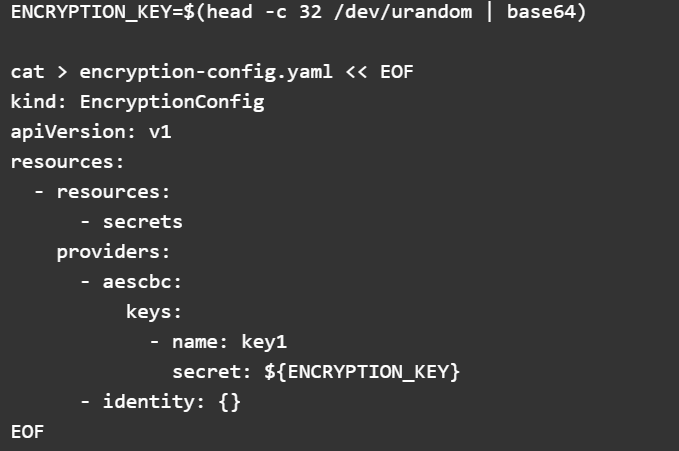 ENCRYPTION_KEY=$(head -c 32 /dev/urandom | base64)

cat > encryption-config.yaml << EOF
kind: EncryptionConfig
apiVersion: v1
resources:
  - resources:
      - secrets
    providers:
      - aescbc:
          keys:
            - name: key1
              secret: ${ENCRYPTION_KEY}
      - identity: {}
EOF